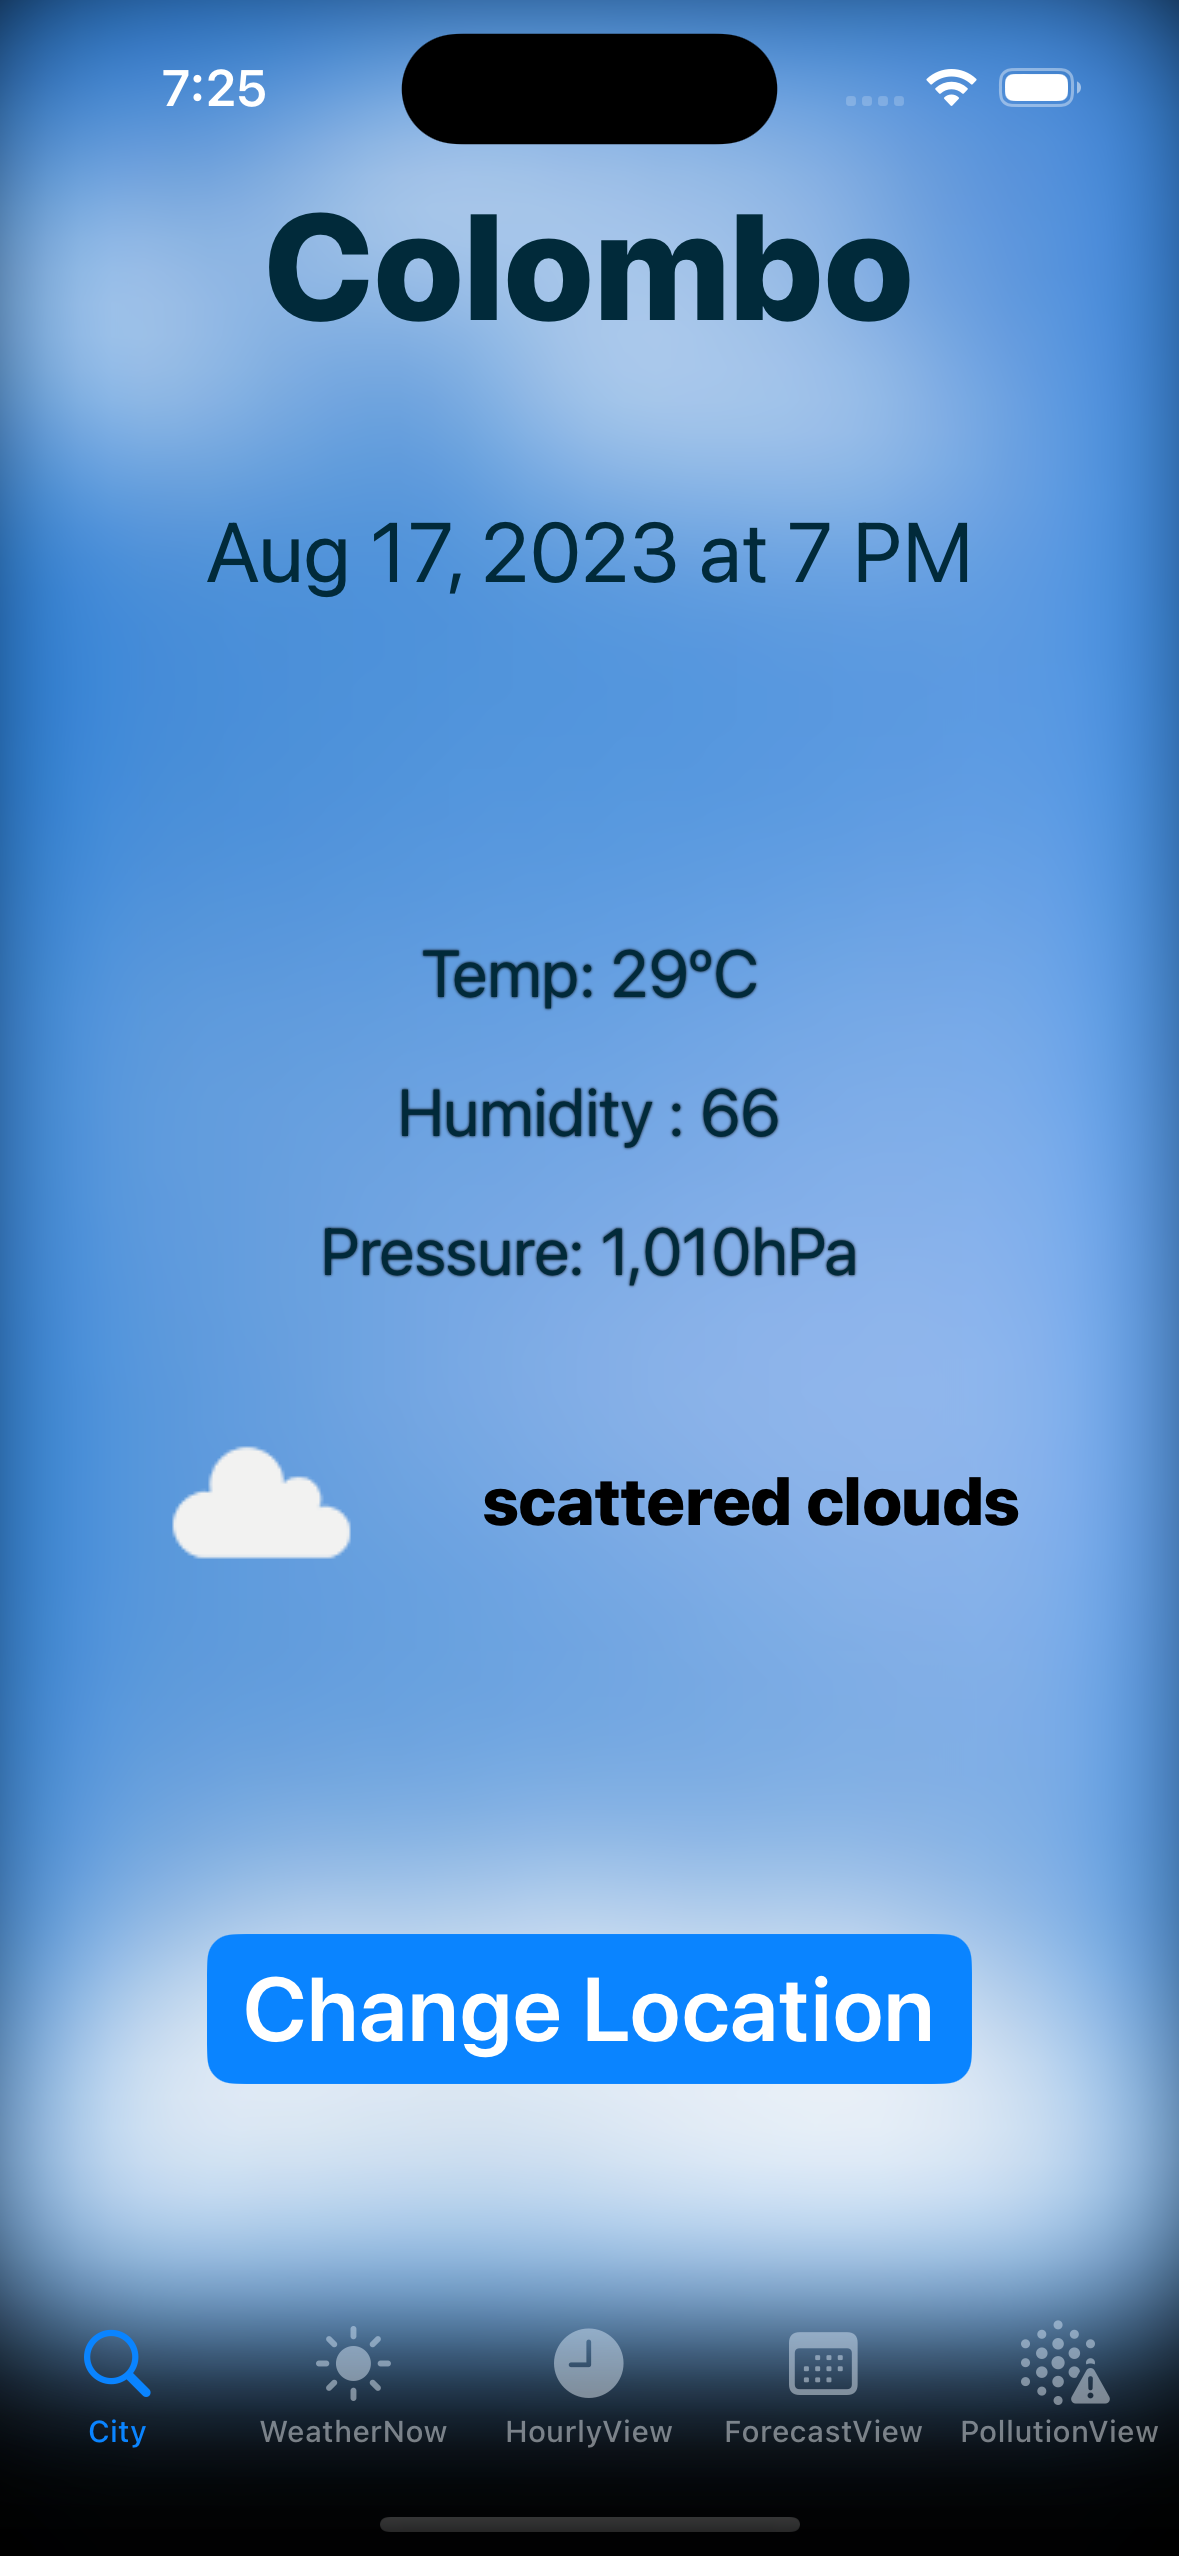 7:25
Colombo
Aug 17, 2023 at 7 PM
Temp: 29°C
Humidity : 66
Pressure: 1,010hPa
scattered clouds
Change Location
City WeatherNow HourlyView ForecastView PollutionView